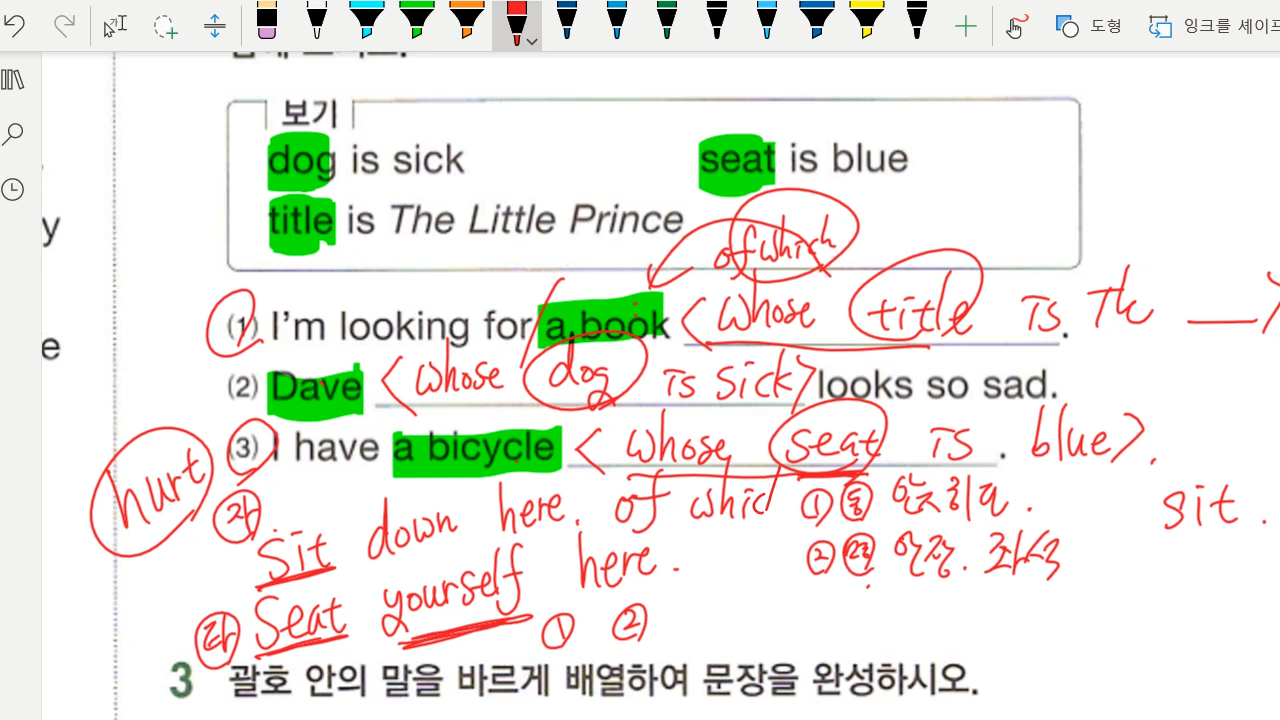 도형
잉크를 셰이프
보기
dog is sick seat is blue
title is The Little Prince
of which
(1) I'm looking for a book <whose title is The __>.
(2) Dave <whose dog is sick> looks so sad.
y
e
(3) I have a bicycle <whose seat is blue>.
hurt
자 Sit down here. of whic ① 동 앉히다. sit.
타 Seat yourself here. ② 명 안장. 좌석
① ②
3 괄호 안의 말을 바르게 배열하여 문장을 완성하시오.